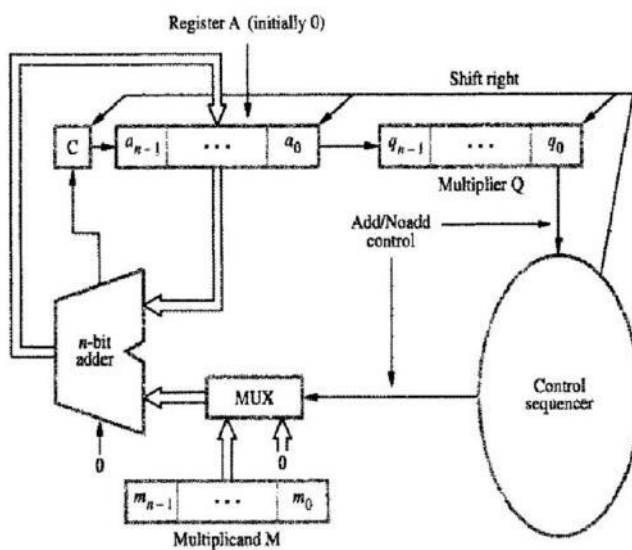 Register A (initially 0)
Shift right
C
a_{n-1} ... a_0
q_{n-1} ... q_0
Multiplier Q
Add/Noadd
control
n-bit
adder
MUX
Control
sequencer
0
0
m_{n-1} ... m_0
Multiplicand M